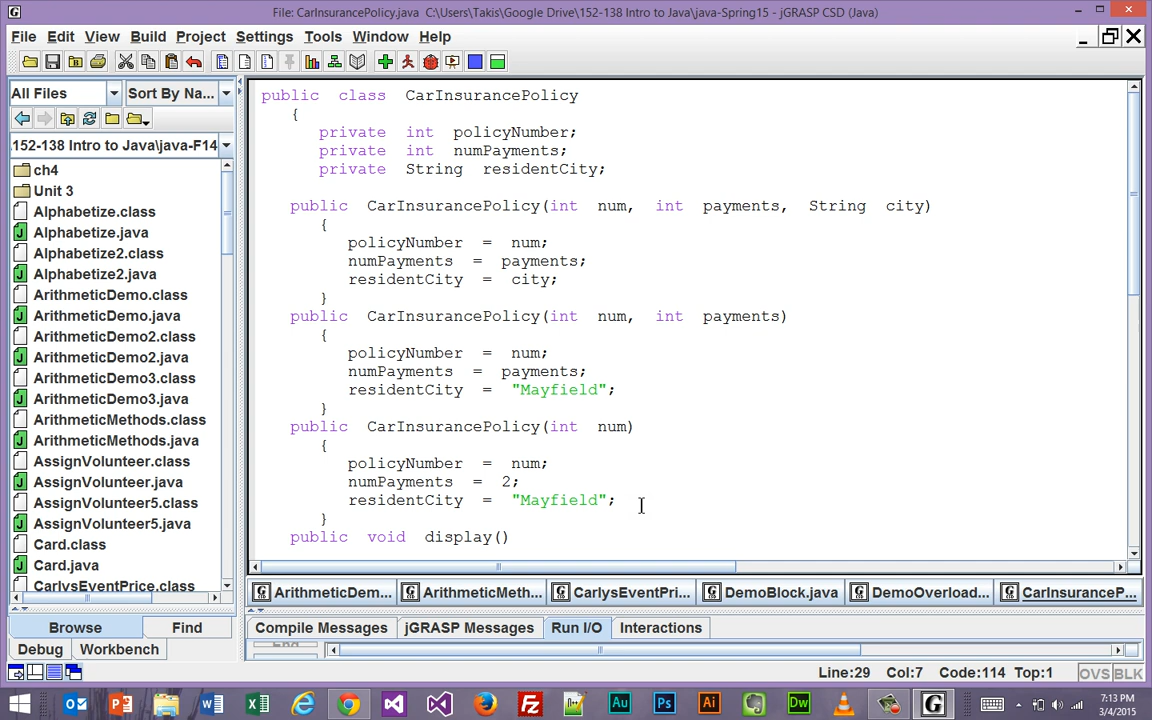 File: CarInsurancePolicy.java C:\Users\Takis\Google Drive\152-138 Intro to Java\java-Spring15 - jGRASP CSD (Java)
File Edit View Build Project Settings Tools Window Help
All Files Sort By Na...
152-138 Intro to Java\java-F14
ch4
Unit 3
Alphabetize.class
Alphabetize.java
Alphabetize2.class
Alphabetize2.java
ArithmeticDemo.class
ArithmeticDemo.java
ArithmeticDemo2.class
ArithmeticDemo2.java
ArithmeticDemo3.class
ArithmeticDemo3.java
ArithmeticMethods.class
ArithmeticMethods.java
AssignVolunteer.class
AssignVolunteer.java
AssignVolunteer5.class
AssignVolunteer5.java
Card.class
Card.java
CarlysEventPrice.class
Browse Find
Debug Workbench
public class CarInsurancePolicy
{
private int policyNumber;
private int numPayments;
private String residentCity;
public CarInsurancePolicy(int num, int payments, String city)
{
policyNumber = num;
numPayments = payments;
residentCity = city;
}
public CarInsurancePolicy(int num, int payments)
{
policyNumber = num;
numPayments = payments;
residentCity = "Mayfield";
}
public CarInsurancePolicy(int num)
{
policyNumber = num;
numPayments = 2;
residentCity = "Mayfield";
}
public void display()
ArithmeticDem... ArithmeticMeth... CarlysEventPri... DemoBlock.java DemoOverload... CarInsuranceP...
Compile Messages jGRASP Messages Run I/O Interactions
End
Line:29 Col:7 Code:114 Top:1 OVS BLK
7:13 PM
3/4/2015